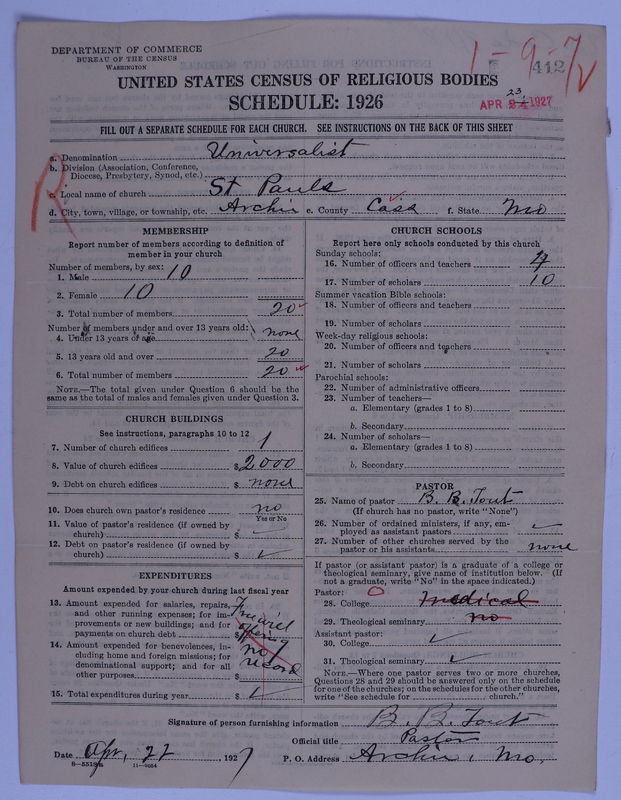 DEPARTMENT OF COMMERCE
BUREAU OF THE CENSUS
WASHINGTON
1-9-7
412
UNITED STATES CENSUS OF RELIGIOUS BODIES
SCHEDULE: 1926
23
APR 24 1927
FILL OUT A SEPARATE SCHEDULE FOR EACH CHURCH. SEE INSTRUCTIONS ON THE BACK OF THIS SHEET
a. Denomination Universalist
b. Division (Association, Conference, Diocese, Presbytery, Synod, etc.)
c. Local name of church St Pauls
d. City, town, village, or township, etc. Archie e. County Cass f. State Mo
R
MEMBERSHIP
Report number of members according to definition of
member in your church
Number of members, by sex:
1. Male 10
2. Female 10
3. Total number of members 20
Number of members under and over 13 years old:
4. Under 13 years of age none
5. 13 years old and over 20
6. Total number of members 20
NOTE.—The total given under Question 6 should be the
same as the total of males and females given under Question 3.
CHURCH BUILDINGS
See instructions, paragraphs 10 to 12
7. Number of church edifices 1
8. Value of church edifices $ 2000
9. Debt on church edifices $ none
10. Does church own pastor's residence no
Yes or No
11. Value of pastor's residence (if owned by
church) $
12. Debt on pastor's residence (if owned by
church) $ ✓
EXPENDITURES
Amount expended by your church during last fiscal year
13. Amount expended for salaries, repairs,
and other running expenses; for im-
provements or new buildings; and for
payments on church debt $ Freewill offering
14. Amount expended for benevolences, in-
cluding home and foreign missions; for
denominational support; and for all
other purposes $ no record
15. Total expenditures during year $ ✓
CHURCH SCHOOLS
Report here only schools conducted by this church
Sunday schools:
16. Number of officers and teachers 4
17. Number of scholars 10
Summer vacation Bible schools:
18. Number of officers and teachers
19. Number of scholars
Week-day religious schools:
20. Number of officers and teachers
21. Number of scholars
Parochial schools:
22. Number of administrative officers
23. Number of teachers—
a. Elementary (grades 1 to 8)
b. Secondary
24. Number of scholars—
a. Elementary (grades 1 to 8)
b. Secondary
PASTOR
25. Name of pastor B. B. Tout
(If church has no pastor, write "None")
26. Number of ordained ministers, if any, em-
ployed as assistant pastors ✓
27. Number of other churches served by the
pastor or his assistants none
If pastor (or assistant pastor) is a graduate of a college or
theological seminary, give name of institution below. (If
not a graduate, write "No" in the space indicated.)
Pastor: 0
28. College medical
29. Theological seminary no
Assistant pastor:
30. College ✓
31. Theological seminary ✓
NOTE.—Where one pastor serves two or more churches,
Questions 28 and 29 should be answered only on the schedule
for one of the churches; on the schedules for the other churches,
write "See schedule for church."
Signature of person furnishing information B. B. Tout
Official title Pastor
Date Apr, 22, 1927
P. O. Address Archie, Mo,
8—5518a 11—9054